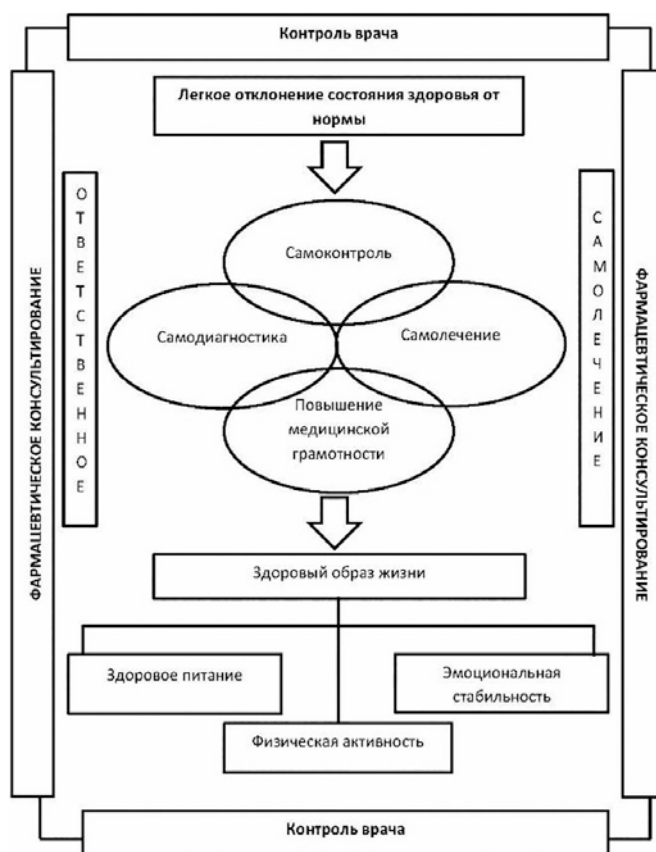 Контроль врача
Легкое отклонение состояния здоровья от
нормы
ФАРМАЦЕВТИЧЕСКОЕ КОНСУЛЬТИРОВАНИЕ
ОТВЕТСТВЕННОЕ
Самоконтроль
Самодиагностика
Самолечение
Повышение
медицинской
грамотности
САМОЛЕЧЕНИЕ
ФАРМАЦЕВТИЧЕСКОЕ КОНСУЛЬТИРОВАНИЕ
Здоровый образ жизни
Здоровое питание
Эмоциональная
стабильность
Физическая активность
Контроль врача